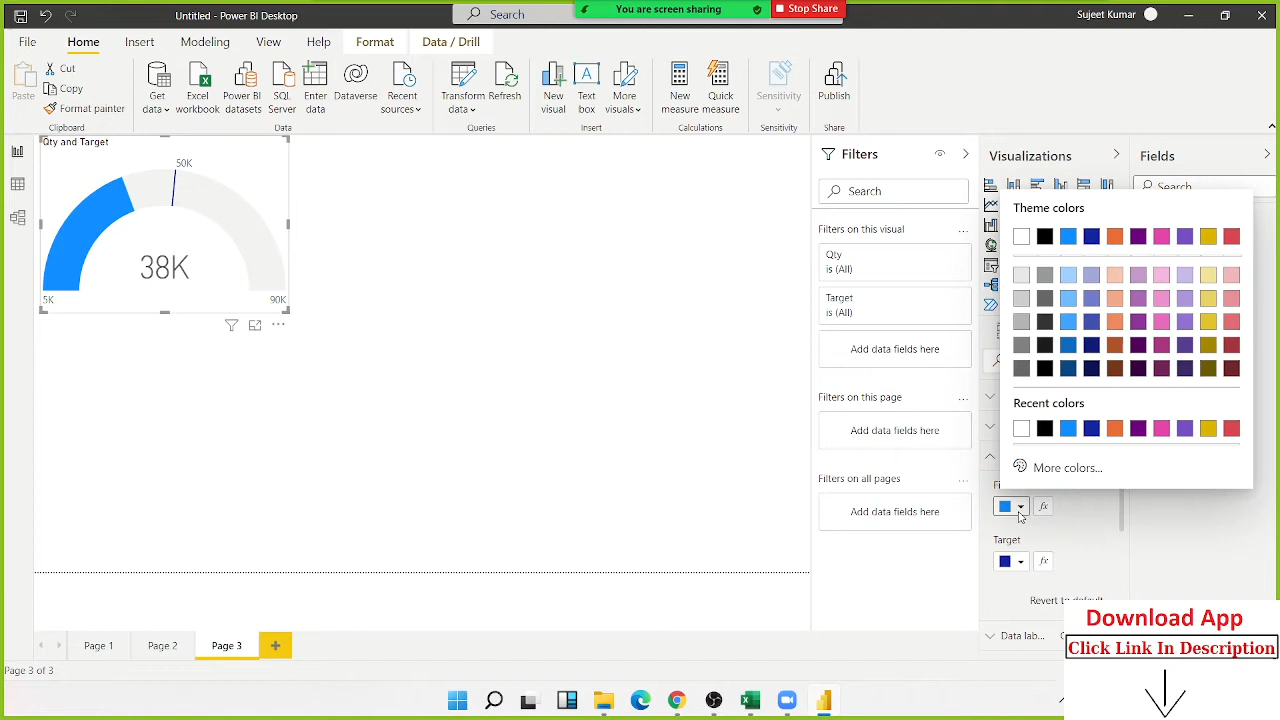 Untitled - Power BI Desktop
Search
You are screen sharing
Stop Share
Sujeet Kumar
File
Home
Insert
Modeling
View
Help
Format
Data / Drill
Paste
Cut
Copy
Format painter
Get data
Excel workbook
Power BI datasets
SQL Server
Enter data
Dataverse
Recent sources
Transform data
Refresh
New visual
Text box
More visuals
New measure
Quick measure
Sensitivity
Publish
Clipboard
Data
Queries
Insert
Calculations
Sensitivity
Share
Qty and Target
50K
38K
5K
90K
Filters
Search
Filters on this visual
Qty
is (All)
Target
is (All)
Add data fields here
Filters on this page
Add data fields here
Filters on all pages
Add data fields here
Visualizations
Fields
Search
Theme colors
Recent colors
More colors...
fx
Target
fx
Revert to default
Data lab...
Page 1
Page 2
Page 3
Page 3 of 3
Download App
Click Link In Description